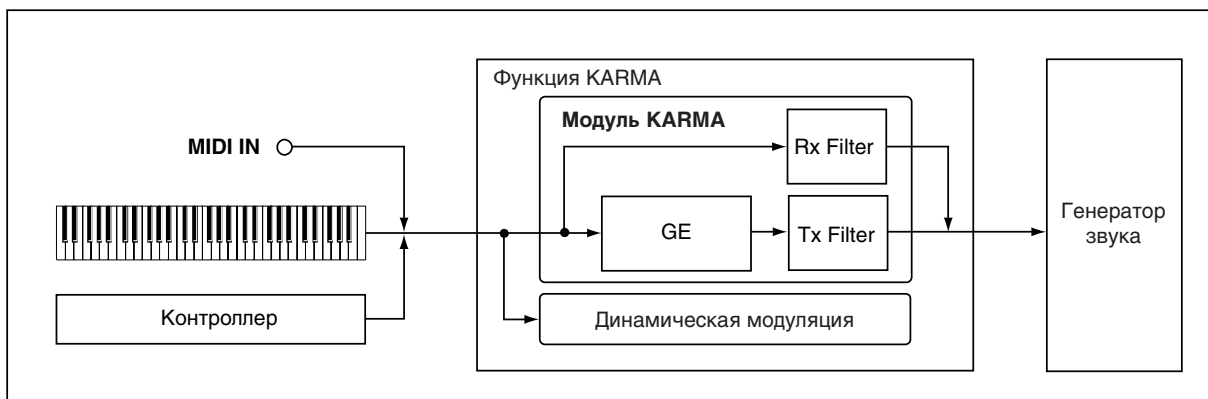 Функция KARMA
Модуль KARMA
MIDI IN
Rx Filter
GE
Tx Filter
Генератор
звука
Контроллер
Динамическая модуляция